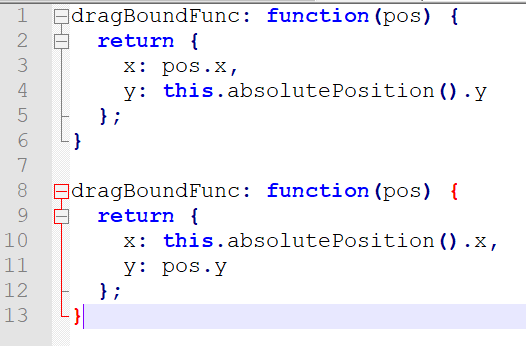 1 dragBoundFunc: function(pos) {
2 return {
3 x: pos.x,
4 y: this.absolutePosition().y
5 };
6 }
7
8 dragBoundFunc: function(pos) {
9 return {
10 x: this.absolutePosition().x,
11 y: pos.y
12 };
13 }